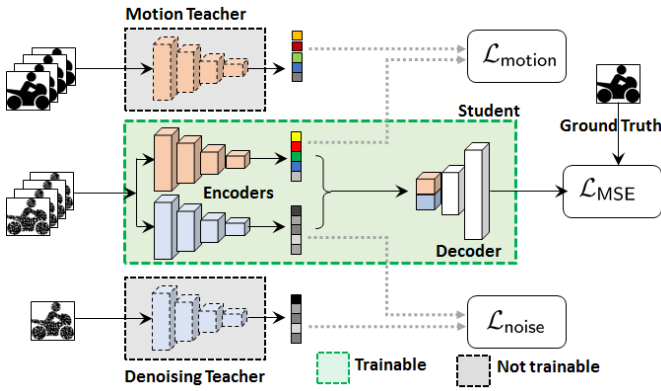 Motion Teacher
ℒmotion
Student
Ground Truth
Encoders
ℒMSE
Decoder
ℒnoise
Denoising Teacher
Trainable
Not trainable